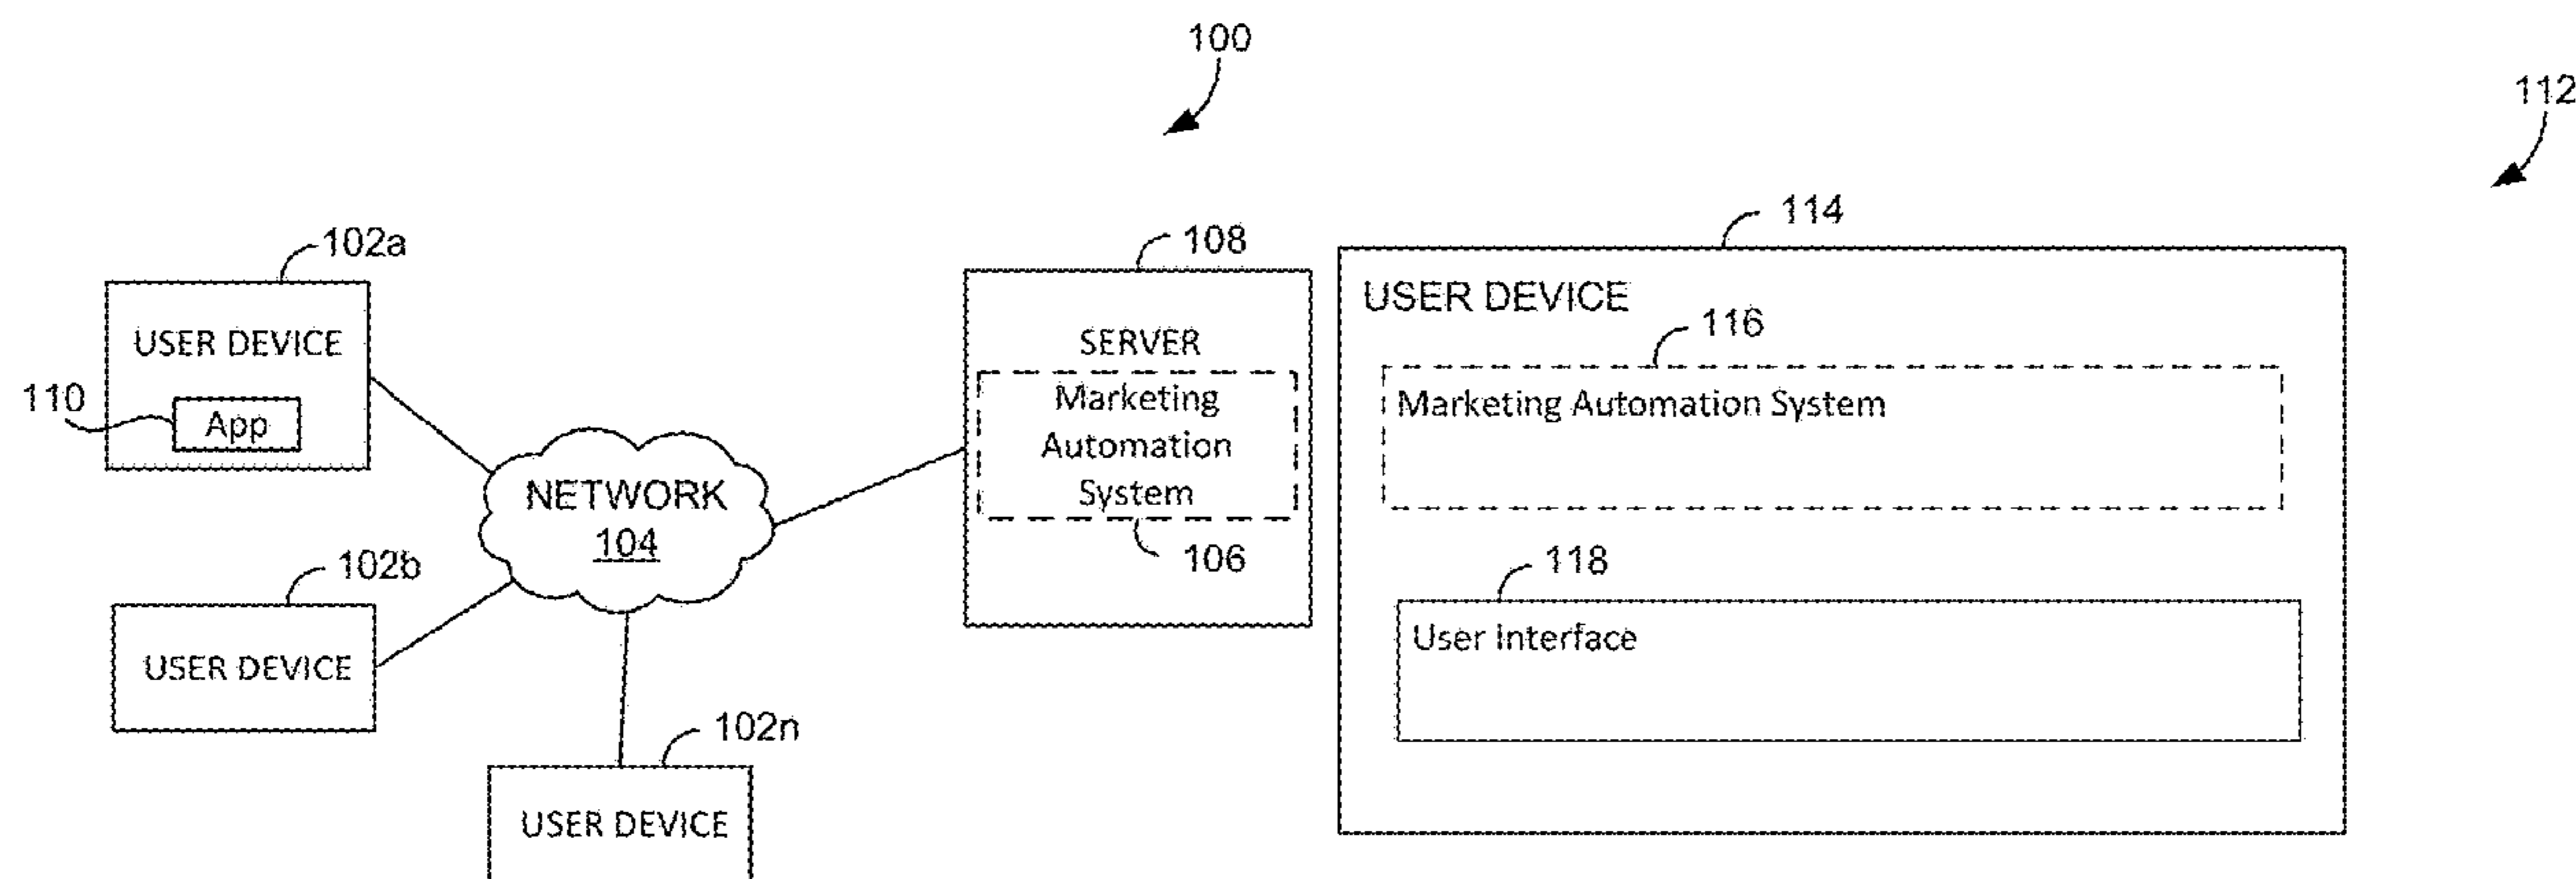 100
112
102a
USER DEVICE
110
App
102b
USER DEVICE
NETWORK
104
102n
USER DEVICE
108
SERVER
Marketing
Automation
System
106
114
USER DEVICE
116
Marketing Automation System
118
User Interface